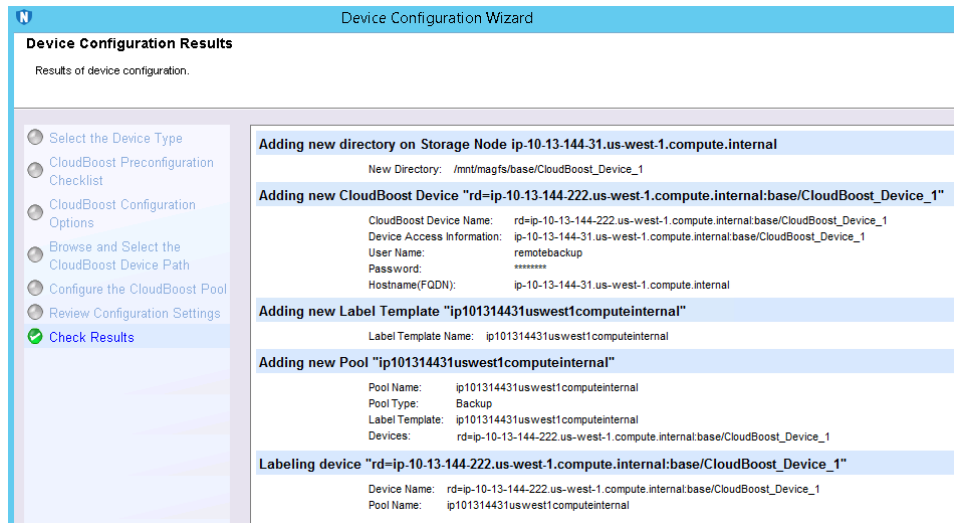 N
Device Configuration Wizard
Device Configuration Results
Results of device configuration.
Select the Device Type
CloudBoost Preconfiguration
Checklist
CloudBoost Configuration
Options
Browse and Select the
CloudBoost Device Path
Configure the CloudBoost Pool
Review Configuration Settings
Check Results
Adding new directory on Storage Node ip-10-13-144-31.us-west-1.compute.internal
New Directory: /mnt/magfs/base/CloudBoost_Device_1
Adding new CloudBoost Device "rd=ip-10-13-144-222.us-west-1.compute.internal:base/CloudBoost_Device_1"
CloudBoost Device Name: rd=ip-10-13-144-222.us-west-1.compute.internal:base/CloudBoost_Device_1
Device Access Information: ip-10-13-144-31.us-west-1.compute.internal:base/CloudBoost_Device_1
User Name: remotebackup
Password: ********
Hostname(FQDN): ip-10-13-144-31.us-west-1.compute.internal
Adding new Label Template "ip101314431uswest1computeinternal"
Label Template Name: ip101314431uswest1computeinternal
Adding new Pool "ip101314431uswest1computeinternal"
Pool Name: ip101314431uswest1computeinternal
Pool Type: Backup
Label Template: ip101314431uswest1computeinternal
Devices: rd=ip-10-13-144-222.us-west-1.compute.internal:base/CloudBoost_Device_1
Labeling device "rd=ip-10-13-144-222.us-west-1.compute.internal:base/CloudBoost_Device_1"
Device Name: rd=ip-10-13-144-222.us-west-1.compute.internal:base/CloudBoost_Device_1
Pool Name: ip101314431uswest1computeinternal